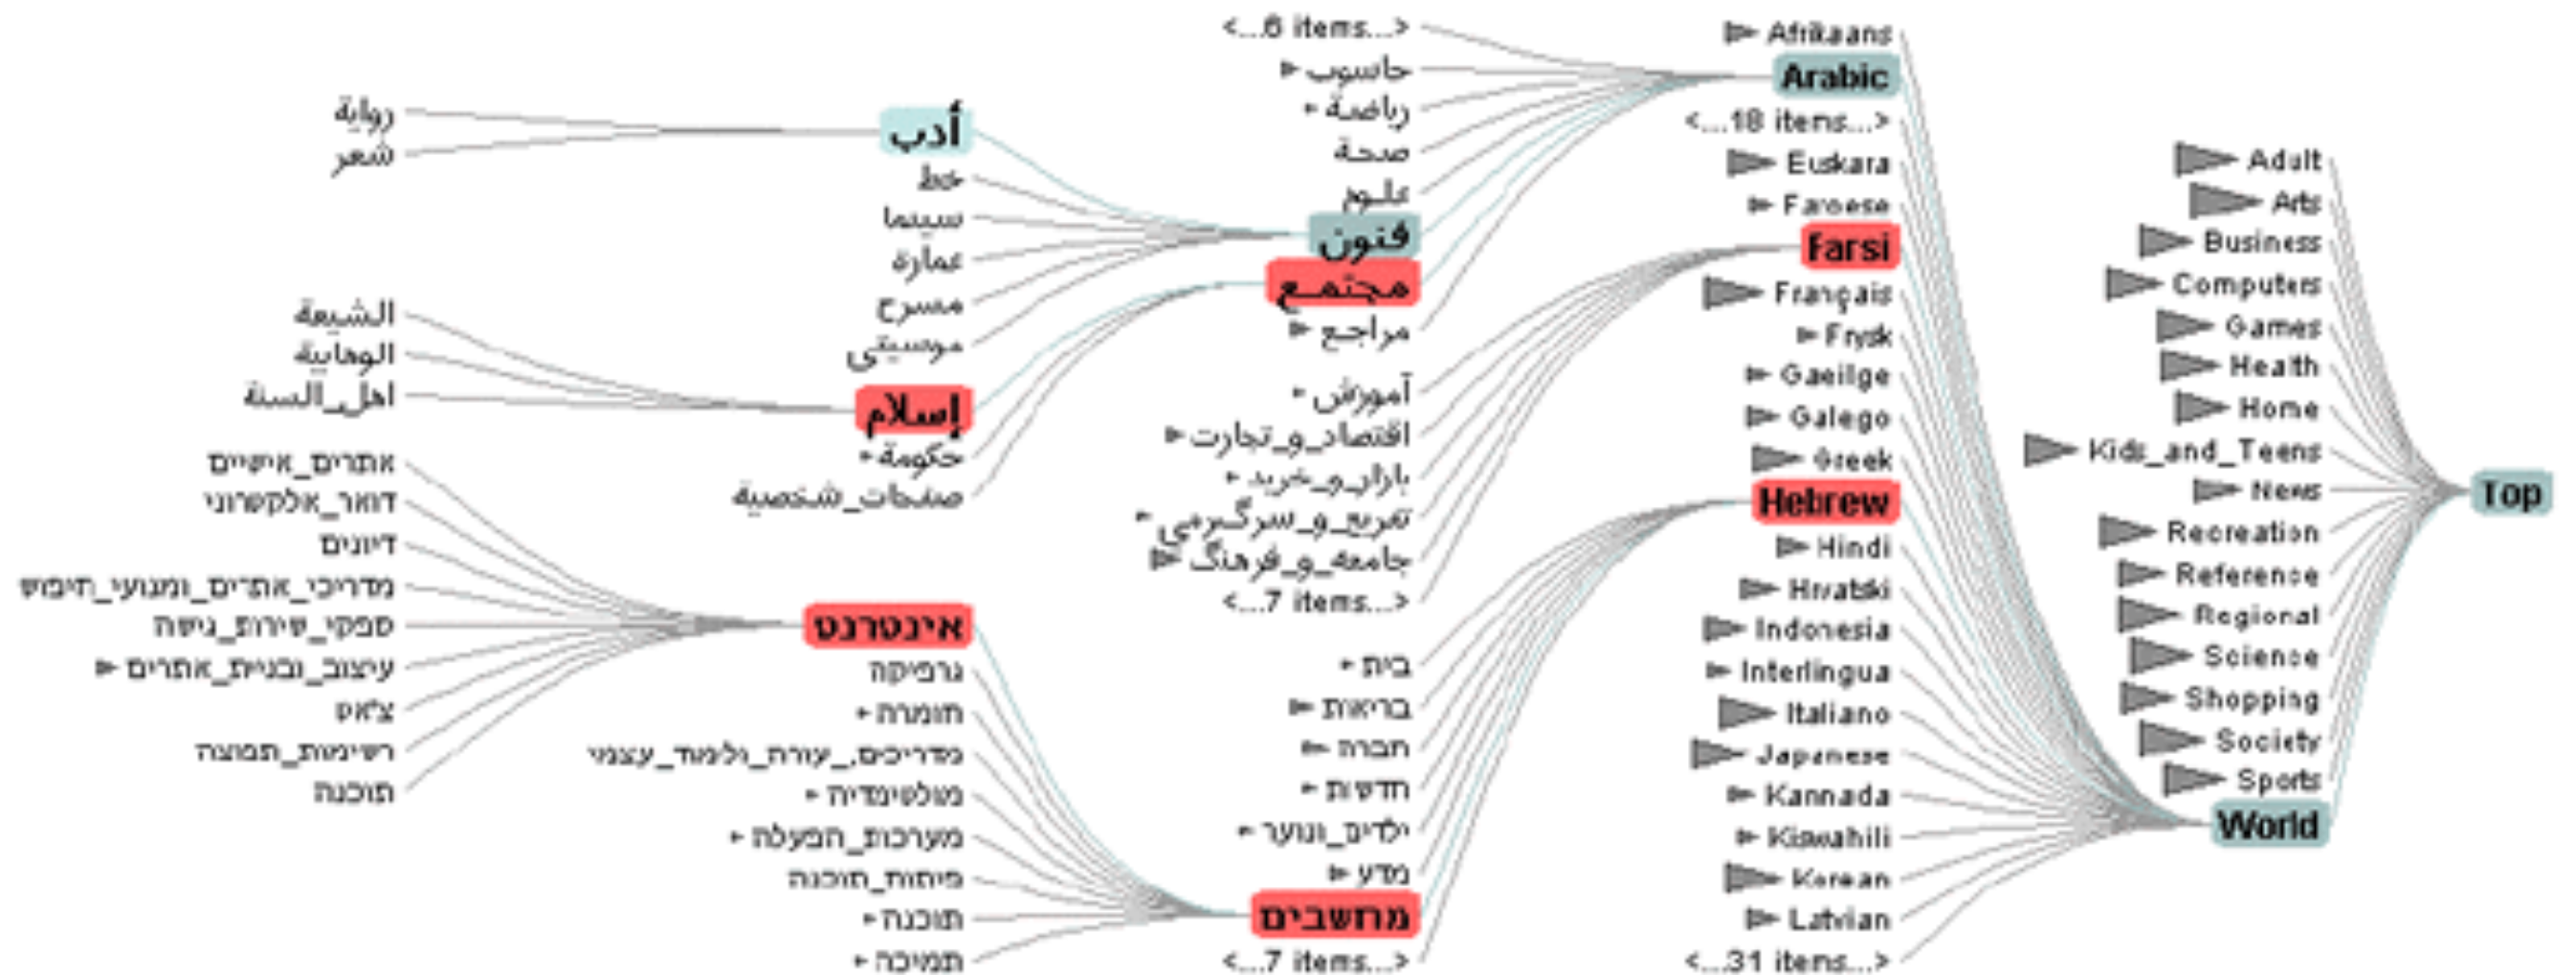 Top
Adult
Arts
Business
Computers
Games
Health
Home
Kids_and_Teens
News
Recreation
Reference
Regional
Science
Shopping
Society
Sports
World
Afrikaans
Arabic
<...18 items...>
Euskara
Faroese
Farsi
Français
Frysk
Gaeilge
Galego
Greek
Hebrew
Hindi
Hrvatski
Indonesia
Interlingua
Italiano
Japanese
Kannada
Kiswahili
Korean
Latvian
<...31 items...>
<...6 items...>
حاسوب
رياضة
صحة
علوم
فنون
مجتمع
مراجع
آموزش
اقتصاد_و_تجارت
بازار_و_خريد
تفريح_و_سرگرمی
جامعه_و_فرهنگ
<...7 items...>
בית
בריאות
חברה
חדשות
ילדים_ונוער
מדע
מחשבים
<...7 items...>
أدب
خط
سينما
عمارة
مسرح
موسيقى
إسلام
حكومة
صفحات_شخصية
אינטרנט
גרפיקה
חומרה
מדריכים,_עזרה_ולימוד_עצמי
מולטימדיה
מערכות_הפעלה
פיתוח_תוכנה
תוכנה
תמיכה
رواية
شعر
الشيعة
الوهابية
اهل_السنة
אתרים_אישיים
דואר_אלקטרוני
דיונים
מדריכי_אתרים_ומנועי_חיפוש
ספקי_שירות_גישה
עיצוב_ובניית_אתרים
צ'אט
רשימות_תפוצה
תוכנה